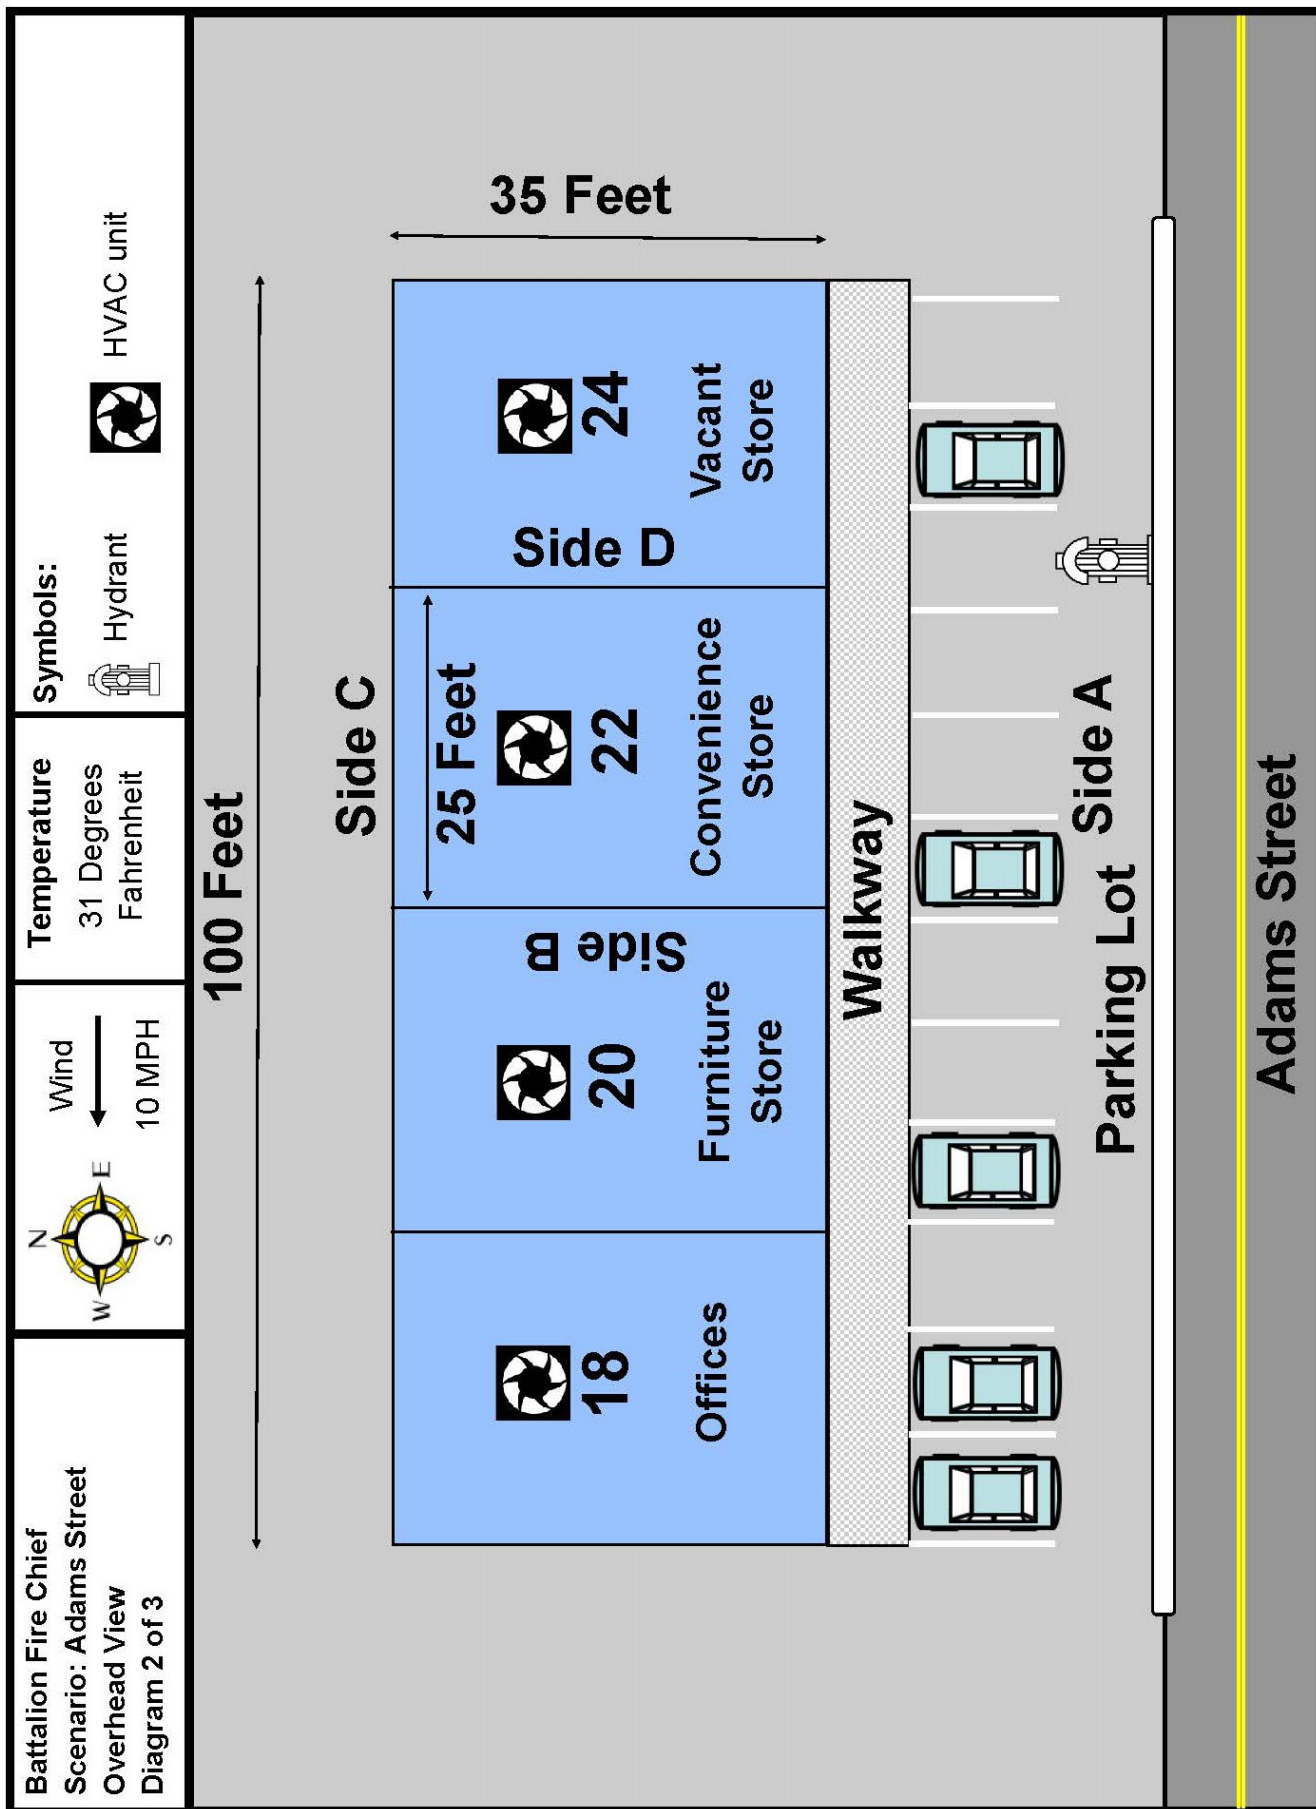 Battalion Fire Chief
Scenario: Adams Street
Overhead View
Diagram 2 of 3
N
W
E
S
Wind
10 MPH
Temperature
31 Degrees
Fahrenheit
Symbols:
Hydrant
HVAC unit
100 Feet
Side C
35 Feet
25 Feet
18
Offices
20
Furniture
Store
Side B
22
Convenience
Store
Side D
24
Vacant
Store
Walkway
Parking Lot
Side A
Adams Street